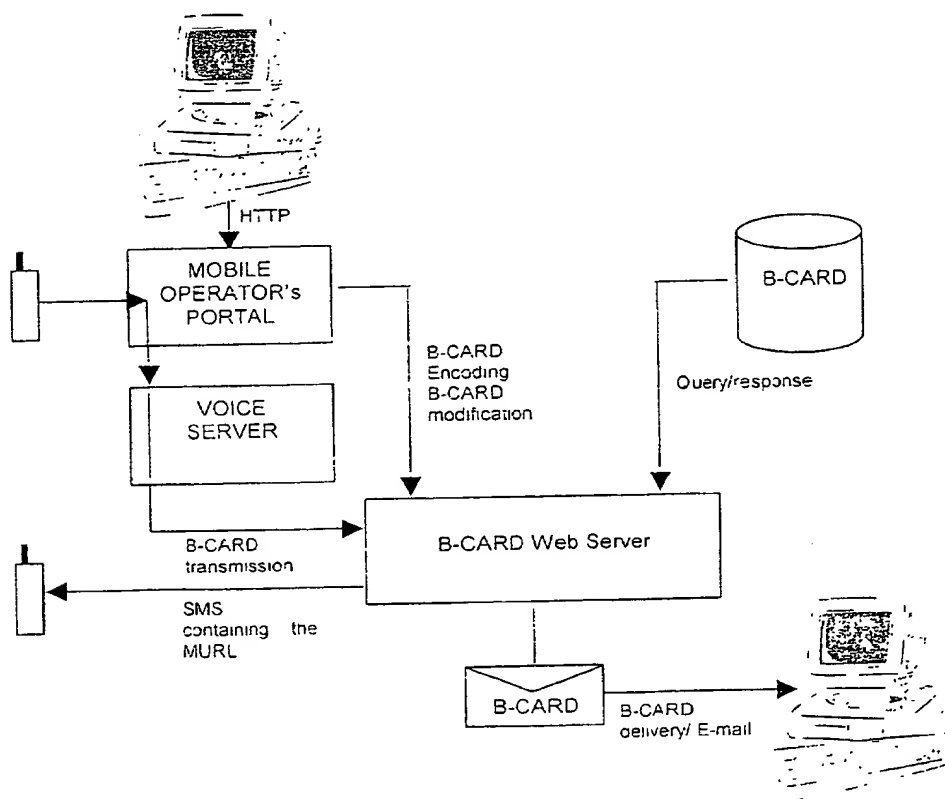 HTTP
MOBILE
OPERATOR's
PORTAL
B-CARD
B-CARD
Encoding
B-CARD
modification
Query/response
VOICE
SERVER
B-CARD Web Server
B-CARD
transmission
SMS
containing the
MURL
B-CARD
B-CARD
delivery/ E-mail